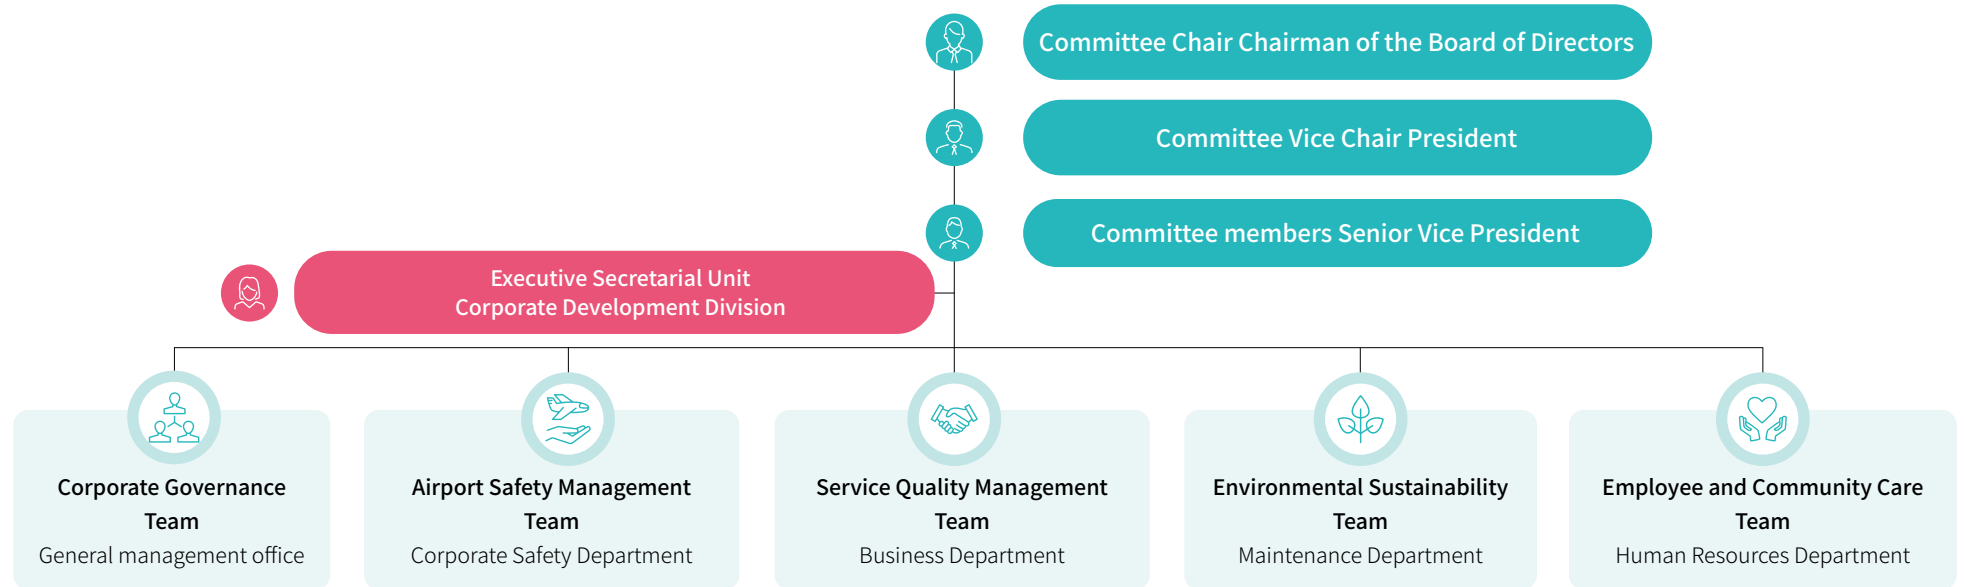 Committee Chair Chairman of the Board of Directors
Committee Vice Chair President
Committee members Senior Vice President
Executive Secretarial Unit
Corporate Development Division
Corporate Governance
Team
General management office
Airport Safety Management
Team
Corporate Safety Department
Service Quality Management
Team
Business Department
Environmental Sustainability
Team
Maintenance Department
Employee and Community Care
Team
Human Resources Department